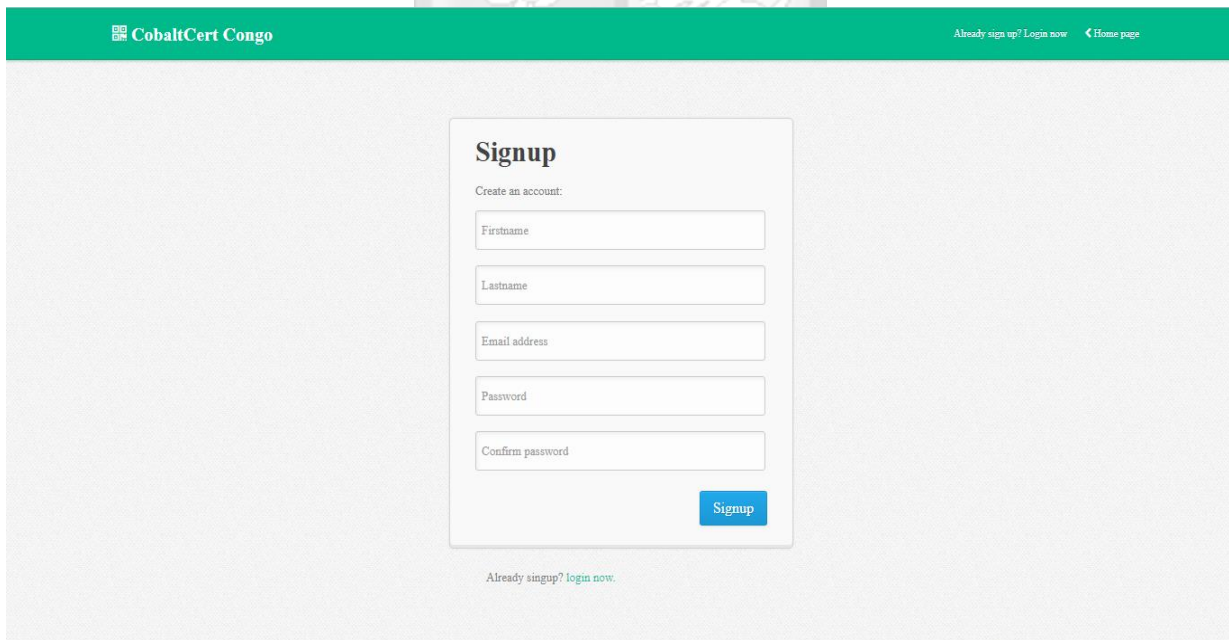 CobaltCert Congo
Already sign up? Login now Home page
Signup
Create an account:
Firstname
Lastname
Email address
Password
Confirm password
Signup
Already singup? login now.